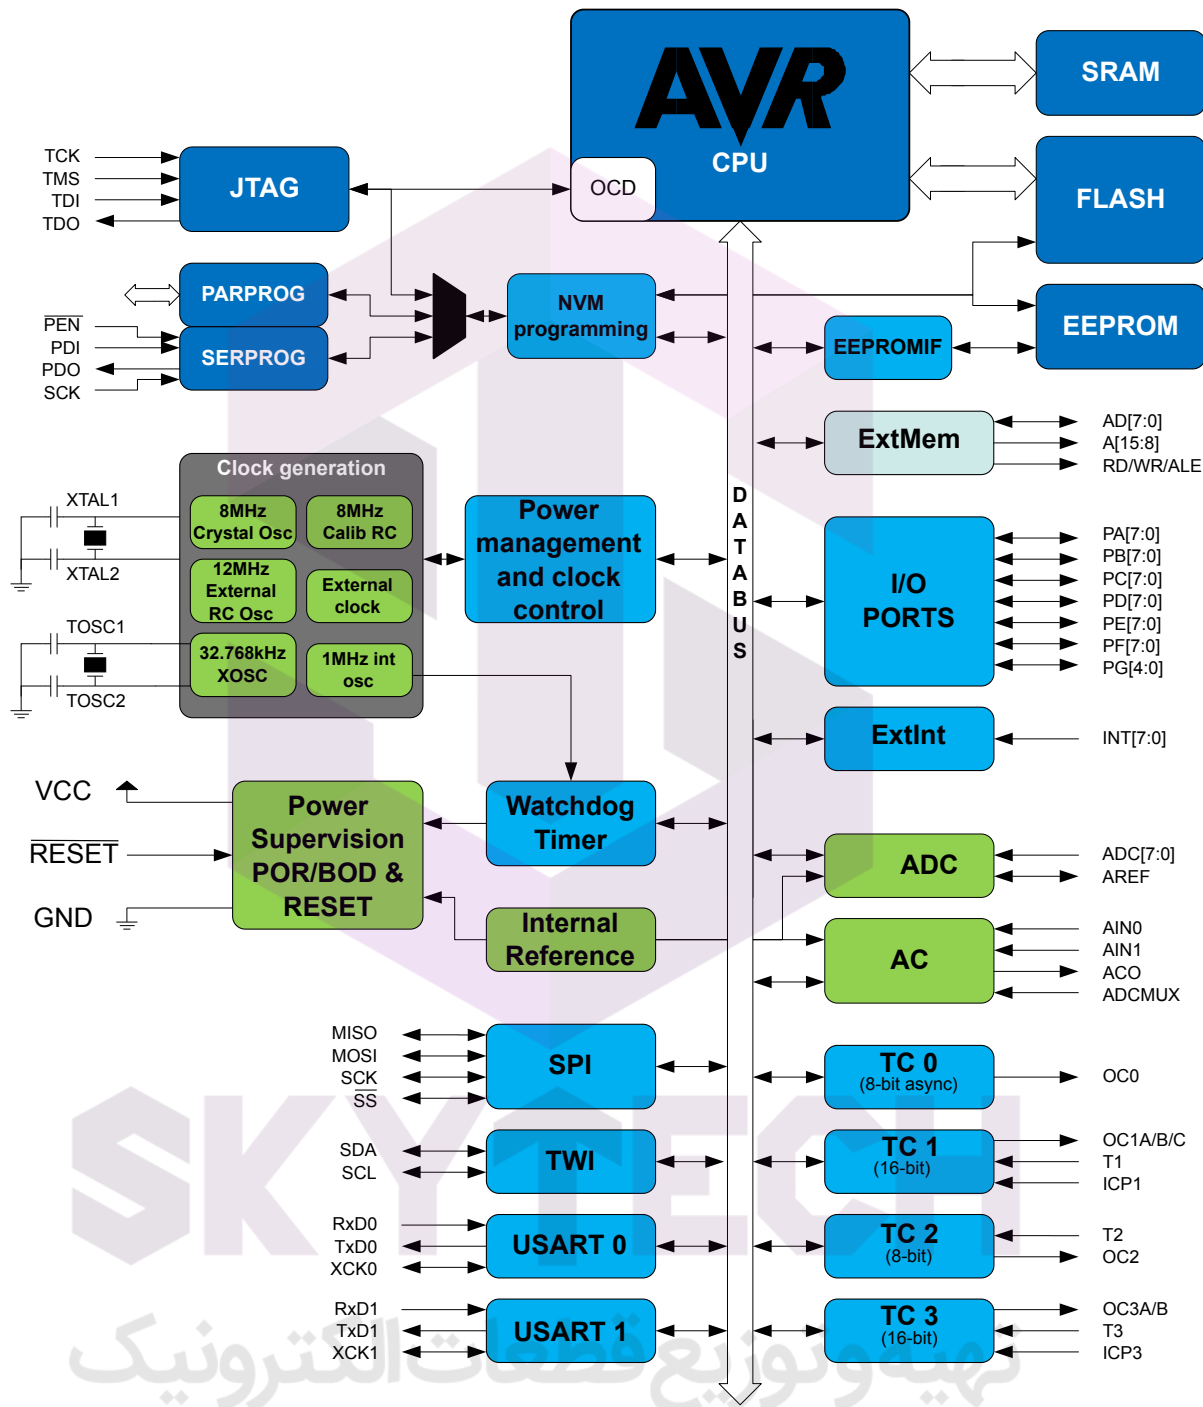 AVR
CPU
OCD
SRAM
FLASH
EEPROM
TCK
TMS
TDI
TDO
JTAG
PARPROG
PEN
PDI
PDO
SCK
SERPROG
NVM
programming
EEPROMIF
ExtMem
AD[7:0]
A[15:8]
RD/WR/ALE
Clock generation
XTAL1
XTAL2
TOSC1
TOSC2
8MHz
Crystal Osc
8MHz
Calib RC
12MHz
External
RC Osc
External
clock
32.768kHz
XOSC
1MHz int
osc
Power
management
and clock
control
DATABUS
I/O
PORTS
PA[7:0]
PB[7:0]
PC[7:0]
PD[7:0]
PE[7:0]
PF[7:0]
PG[4:0]
ExtInt
INT[7:0]
VCC
RESET
GND
Power
Supervision
POR/BOD &
RESET
Watchdog
Timer
Internal
Reference
ADC
ADC[7:0]
AREF
AC
AIN0
AIN1
ACO
ADCMUX
MISO
MOSI
SCK
SS
SPI
TC 0
(8-bit async)
OC0
SDA
SCL
TWI
TC 1
(16-bit)
OC1A/B/C
T1
ICP1
RxD0
TxD0
XCK0
USART 0
TC 2
(8-bit)
T2
OC2
RxD1
TxD1
XCK1
USART 1
TC 3
(16-bit)
OC3A/B
T3
ICP3
SKYTECH
تهیه و توزیع قطعات الکترونیک